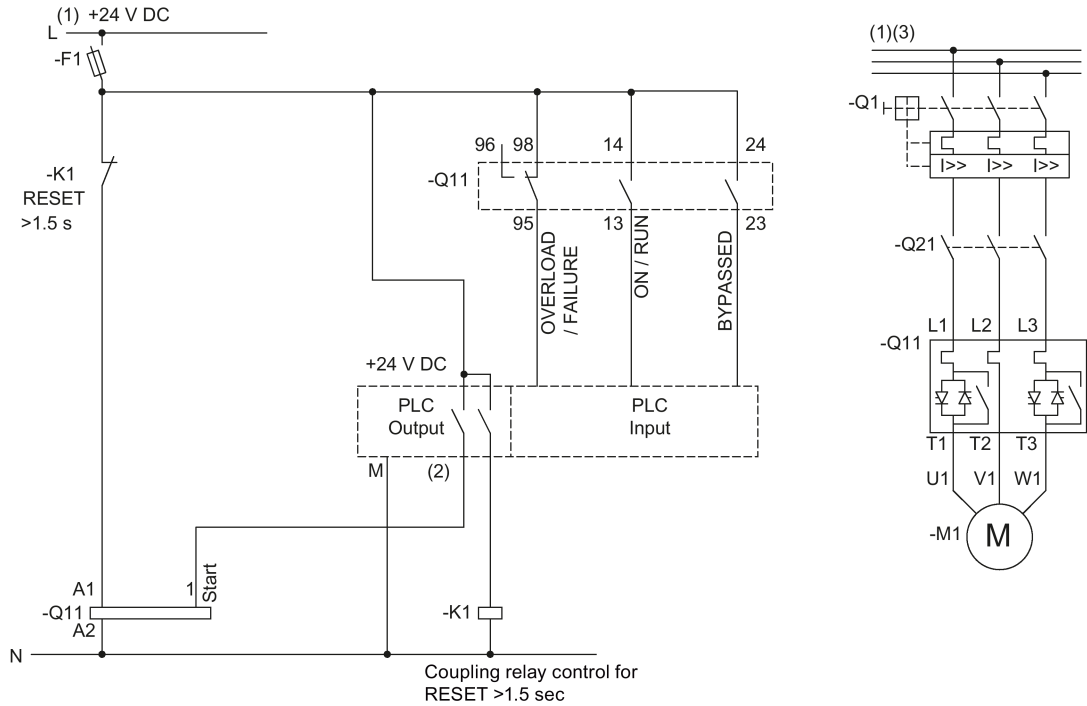 (1) +24 V DC
L
-F1
-K1
RESET
>1.5 s
96 98 14 24
-Q11
95 13 23
OVERLOAD
/ FAILURE
ON / RUN
BYPASSED
+24 V DC
PLC
Output
PLC
Input
M (2)
A1 1
Start
-Q11
A2
-K1
N
Coupling relay control for
RESET >1.5 sec
(1)(3)
-Q1
I>> I>> I>>
-Q21
L1 L2 L3
-Q11
T1 T2 T3
U1 V1 W1
-M1
M